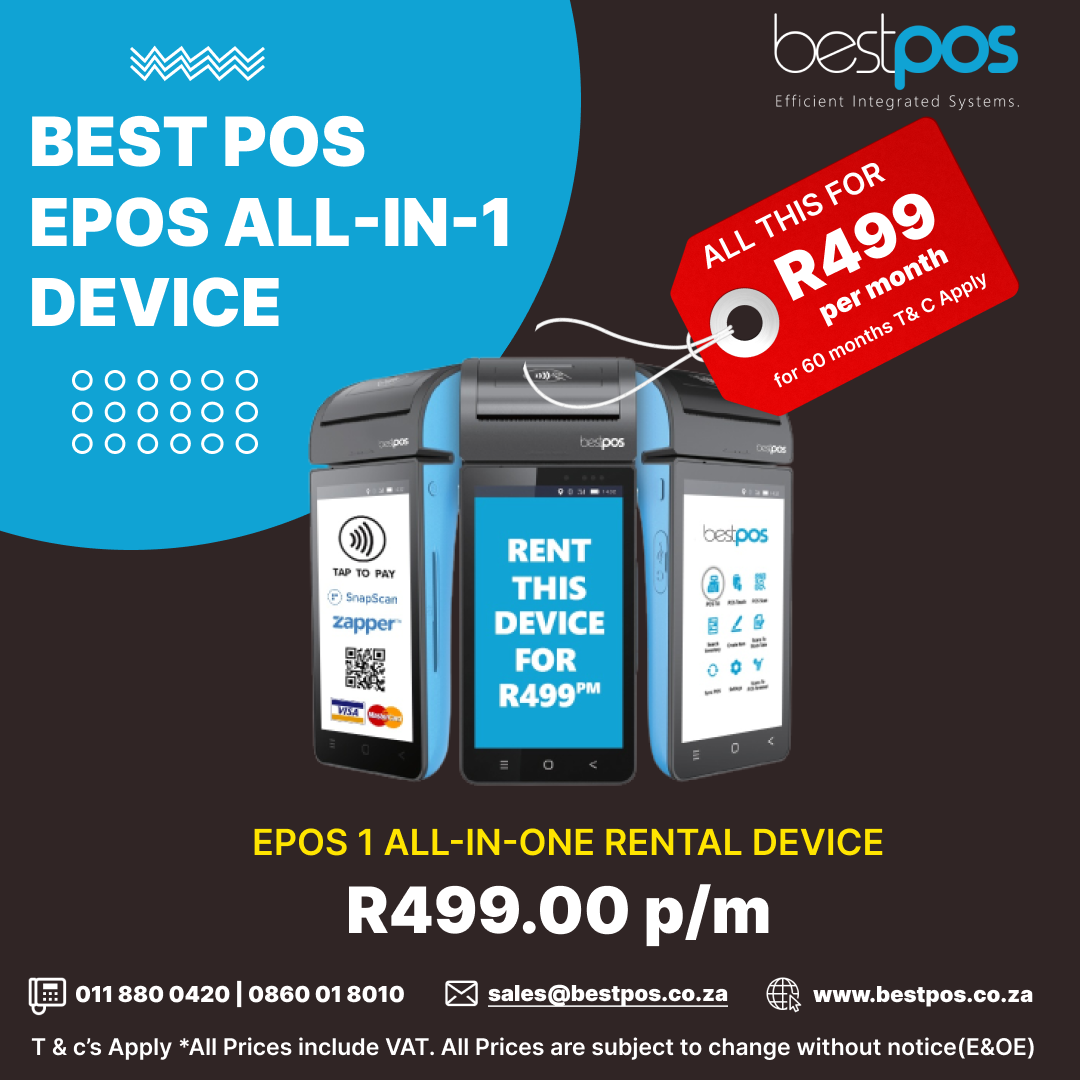 bestpos
Efficient Integrated Systems.
BEST POS
EPOS ALL-IN-1
DEVICE
ALL THIS FOR
R499
per month
for 60 months T& C Apply
bestpos
bestpos
bestpos
TAP TO PAY
SnapScan
zapper™
VISA
MasterCard
RENT
THIS
DEVICE
FOR
R499PM
bestpos
EPOS 1 ALL-IN-ONE RENTAL DEVICE
R499.00 p/m
011 880 0420 | 0860 01 8010
sales@bestpos.co.za
www.bestpos.co.za
T & c's Apply *All Prices include VAT. All Prices are subject to change without notice(E&OE)